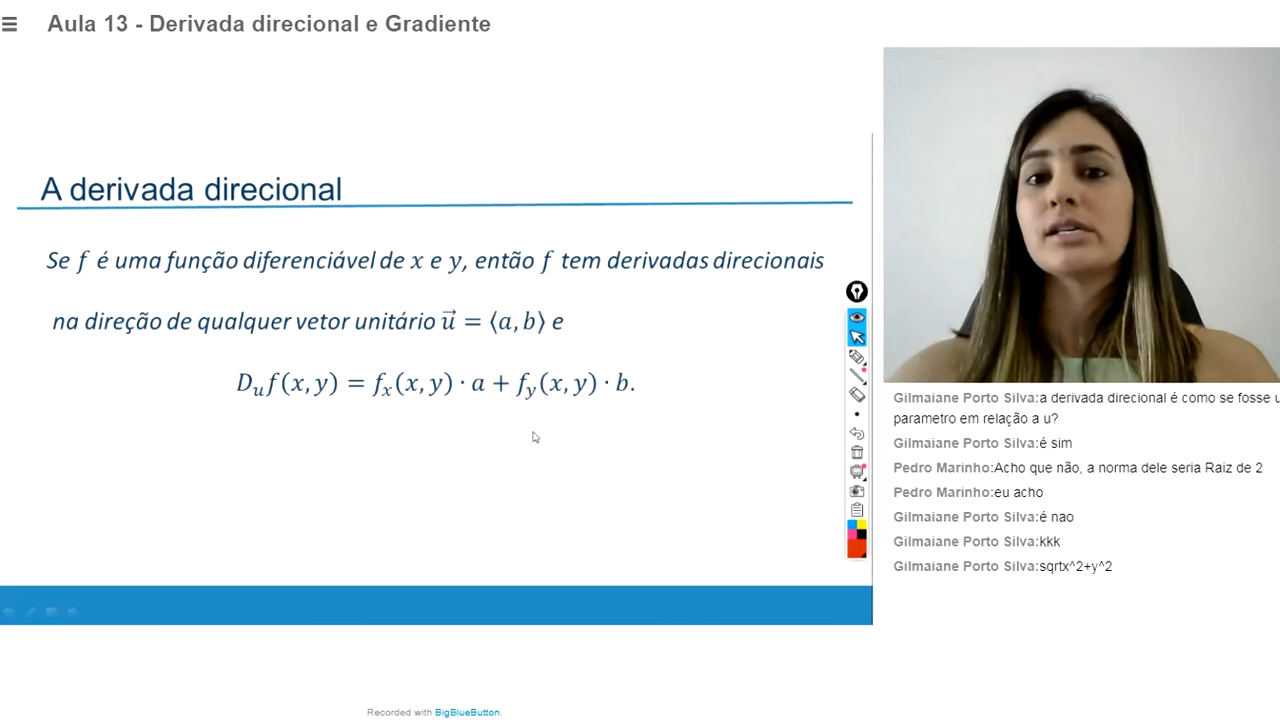 Aula 13 - Derivada direcional e Gradiente
A derivada direcional
Se f é uma função diferenciável de x e y, então f tem derivadas direcionais
na direção de qualquer vetor unitário u⃗ = ⟨a, b⟩ e
D_u f(x, y) = f_x(x, y) · a + f_y(x, y) · b.
Gilmaiane Porto Silva:a derivada direcional é como se fosse
parametro em relação a u?
Gilmaiane Porto Silva:é sim
Pedro Marinho:Acho que não, a norma dele seria Raiz de 2
Pedro Marinho:eu acho
Gilmaiane Porto Silva:é nao
Gilmaiane Porto Silva:kkk
Gilmaiane Porto Silva:sqrtx^2+y^2
Recorded with BigBlueButton.